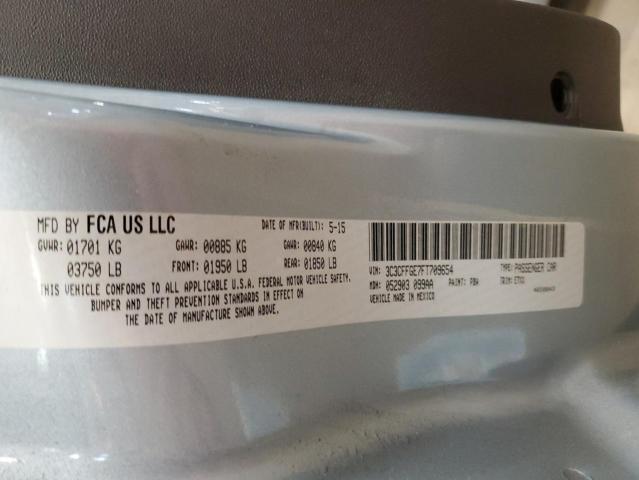 MFD BY FCA US LLC DATE OF MFR(BUILT): 5-15
GVWR: 01701 KG GAWR: 00885 KG GAWR: 00840 KG
03750 LB FRONT: 01950 LB REAR: 01850 LB
THIS VEHICLE CONFORMS TO ALL APPLICABLE U.S.A. FEDERAL MOTOR VEHICLE SAFETY,
BUMPER AND THEFT PREVENTION STANDARDS IN EFFECT ON
THE DATE OF MANUFACTURE SHOWN ABOVE.
VIN: 3C3CFFGE7FT709654 TYPE: PASSENGER CAR
MDH: 052903 099AA PAINT: PBA TRIM: ETXU
VEHICLE MADE IN MEXICO